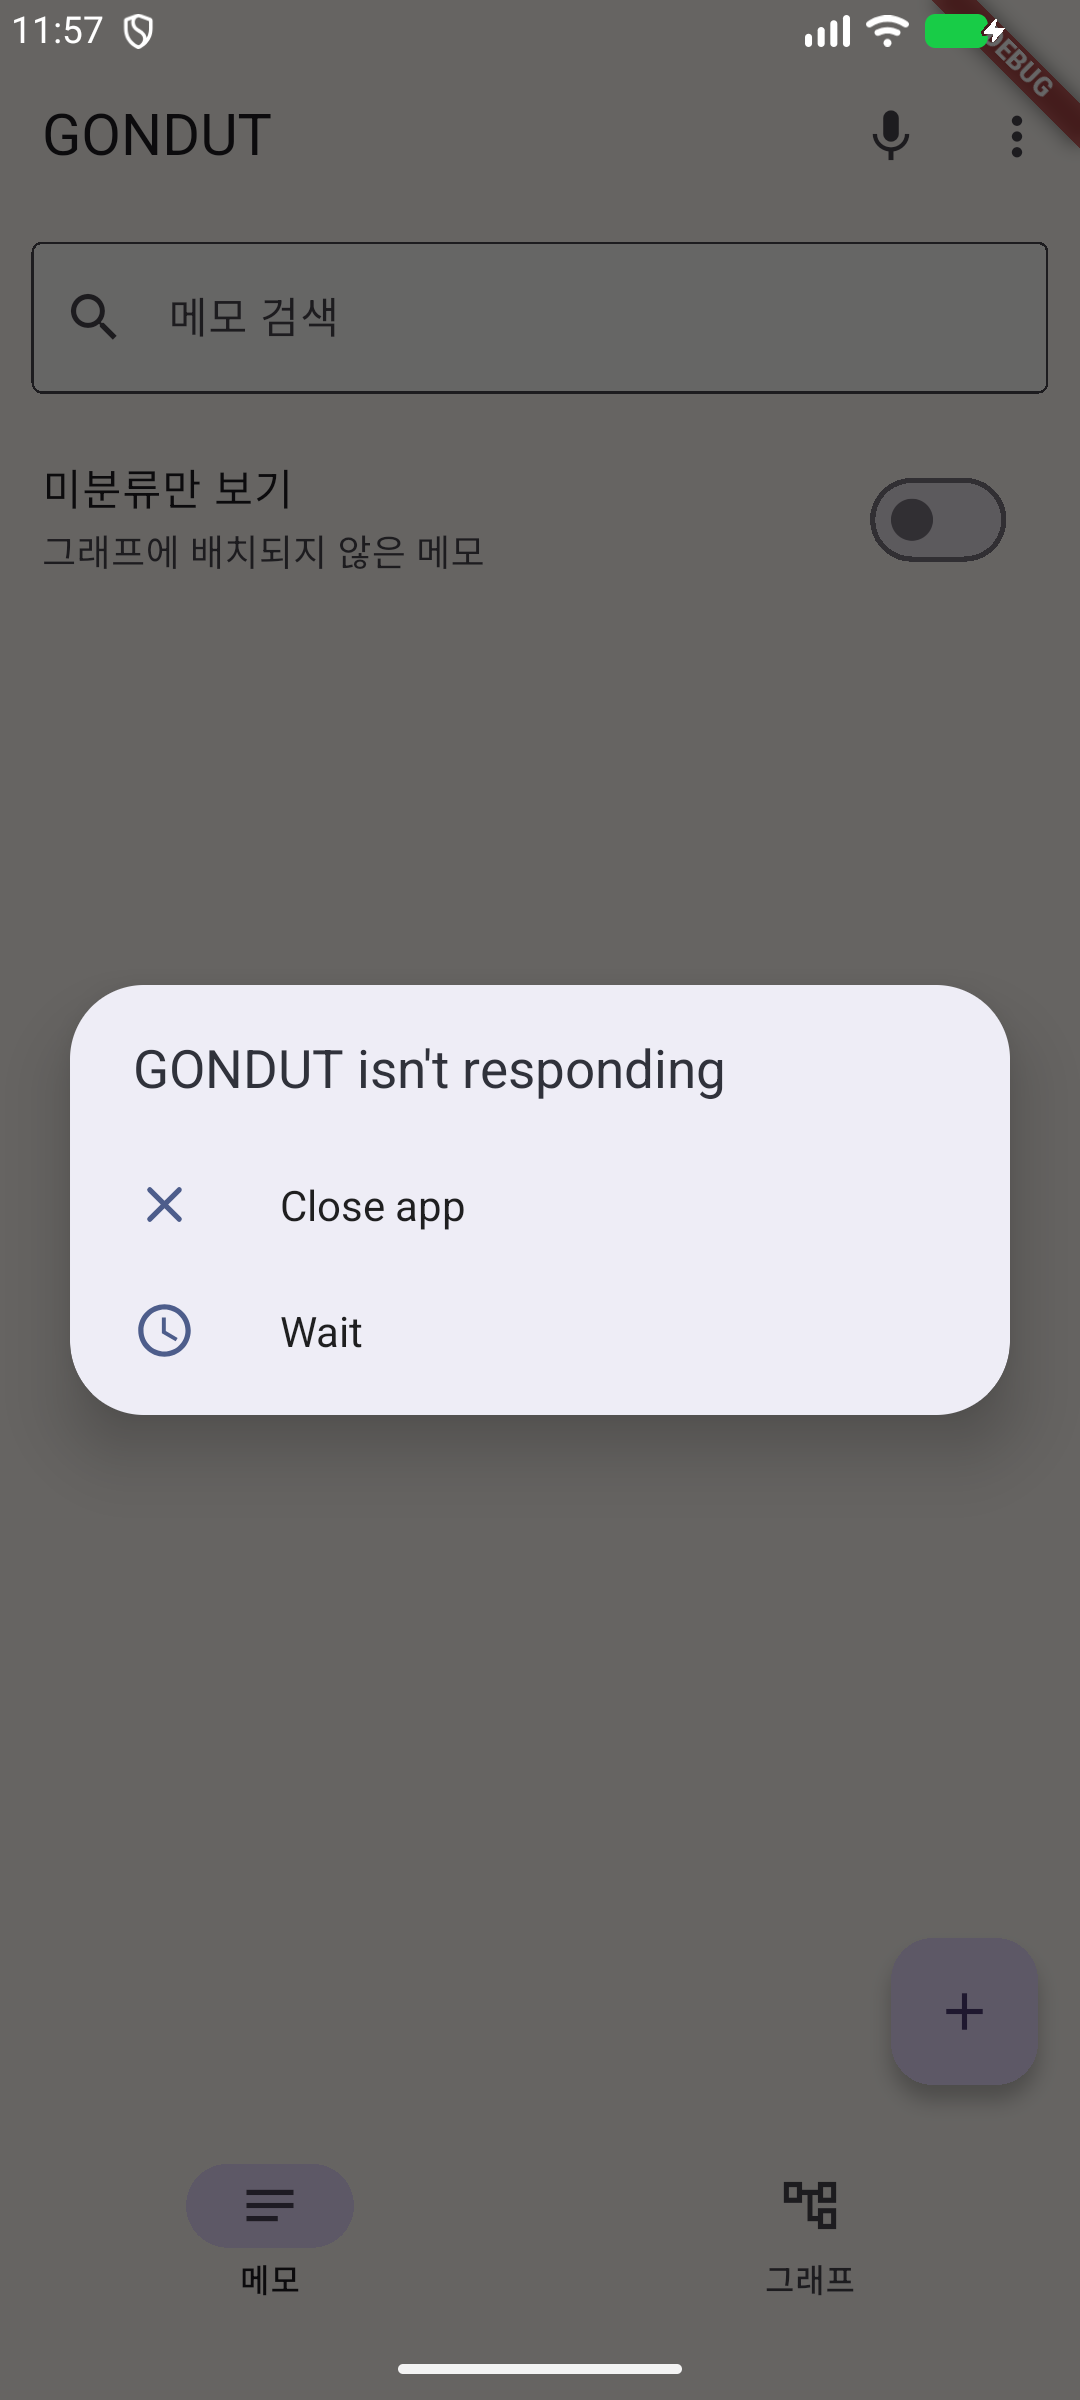 11:57
DEBUG
GONDUT
메모 검색
미분류만 보기
그래프에 배치되지 않은 메모
GONDUT isn't responding
Close app
Wait
메모
그래프